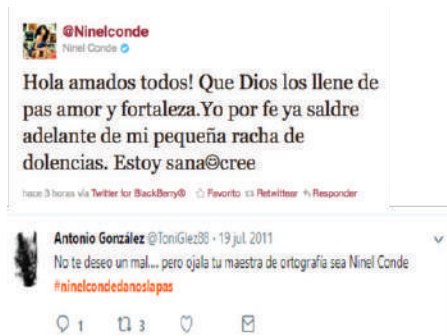 @Ninelconde
Ninel Conde
Hola amados todos! Que Dios los llene de
pas amor y fortaleza.Yo por fe ya saldre
adelante de mi pequeña racha de
dolencias. Estoy sana☺cree
hace 3 horas vía Twitter for BlackBerry® Favorito Retwittear Responder
Antonio González @ToniGlez88 - 19 jul. 2011
No te deseo un mal.... pero ojala tu maestra de ortografía sea Ninel Conde
#ninelcondedanoslapas
1 3